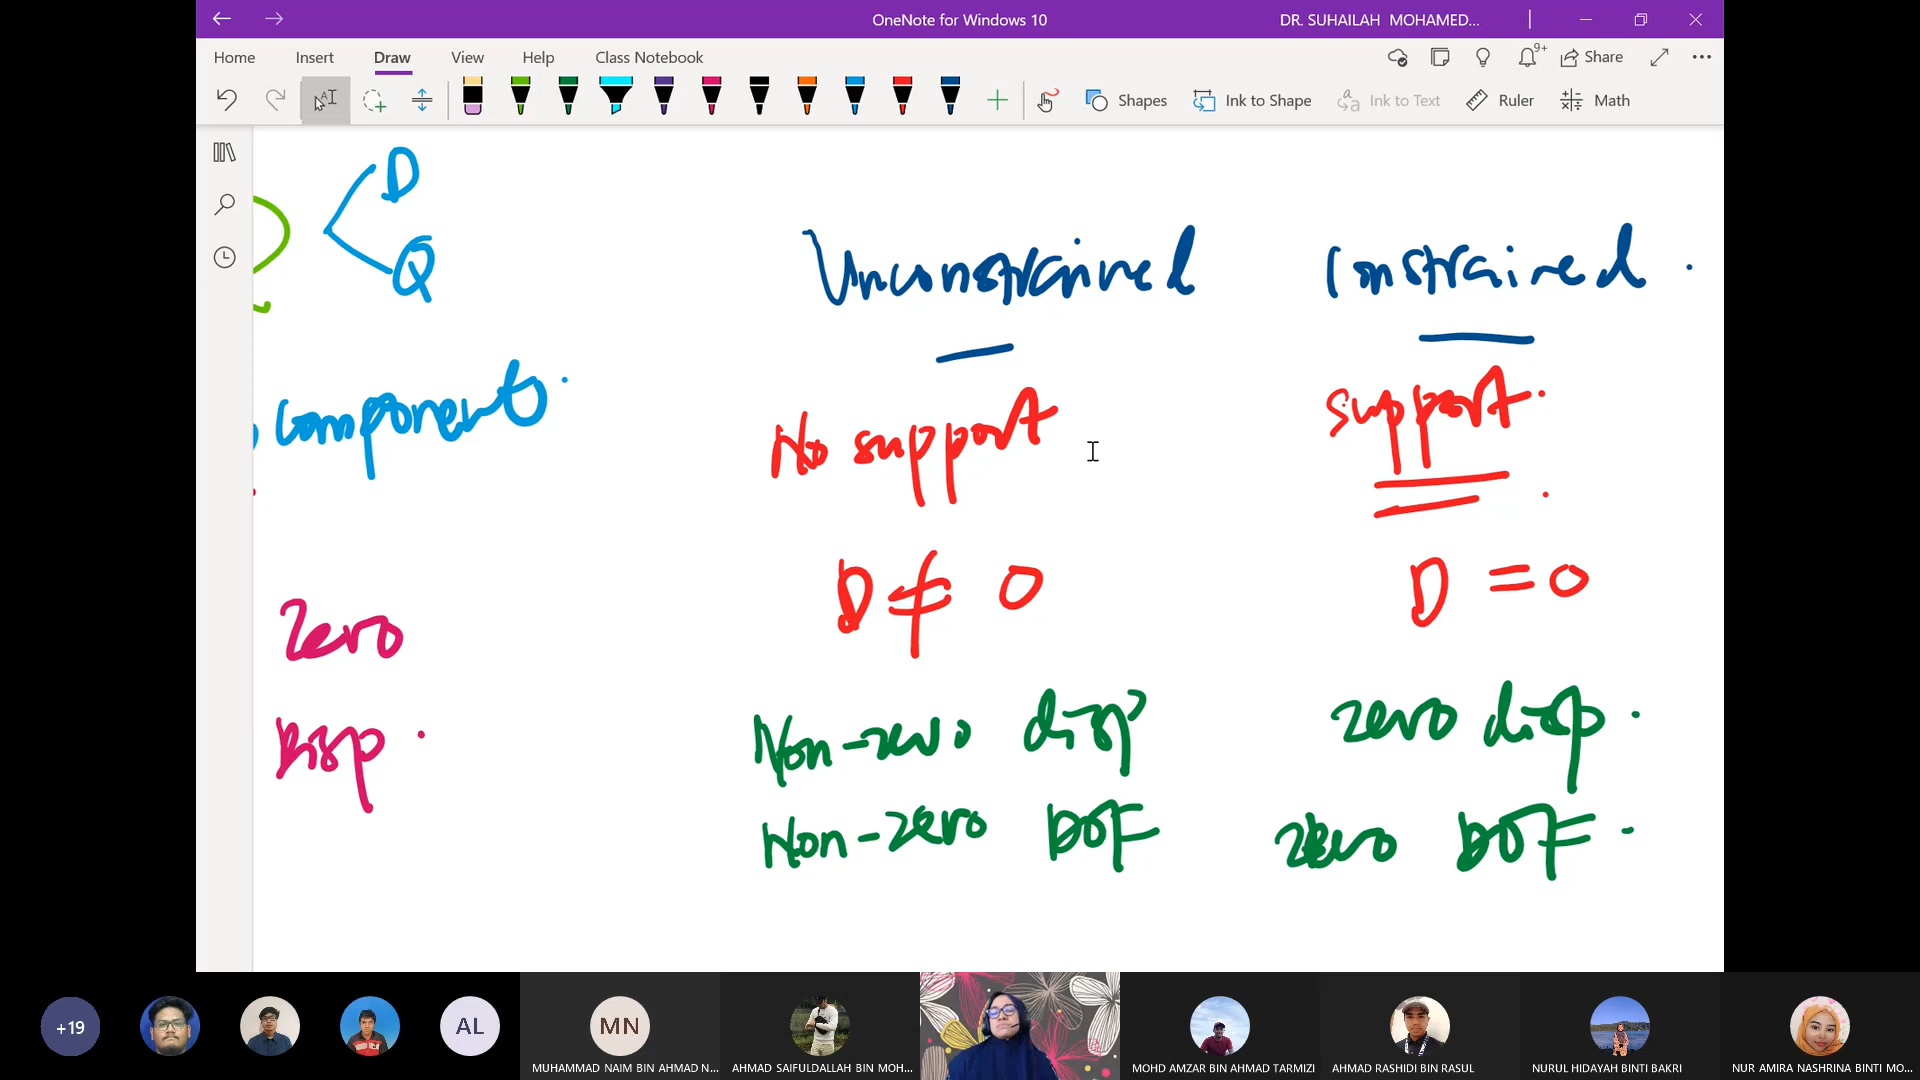 OneNote for Windows 10
DR. SUHAILAH MOHAMED...
Home Insert Draw View Help Class Notebook
9+ Share
Shapes Ink to Shape Ink to Text Ruler Math
D
Q
Unconstrained Constrained.
component.
No support support.
D ≠ 0 D = 0
Zero
Disp.
Non-zero disp zero disp.
Non-zero DOF zero DOF.
+19
AL
MN
MUHAMMAD NAIM BIN AHMAD N...
AHMAD SAIFULDALLAH BIN MOH...
MOHD AMZAR BIN AHMAD TARMIZI
AHMAD RASHIDI BIN RASUL
NURUL HIDAYAH BINTI BAKRI
NUR AMIRA NASHRINA BINTI MO...